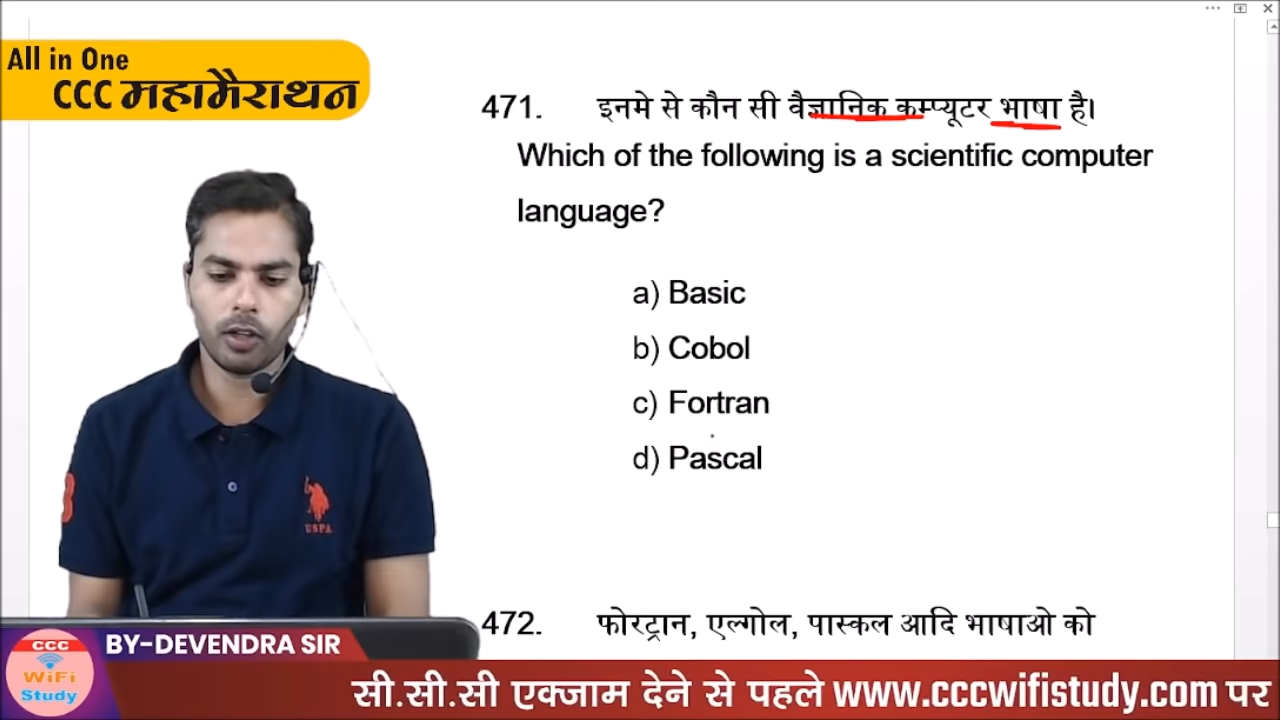 All in One
CCC महामैराथन
471. इनमे से कौन सी वैज्ञानिक कम्प्यूटर भाषा है।
Which of the following is a scientific computer
language?
a) Basic
b) Cobol
c) Fortran
d) Pascal
USPA
472. फोरट्रान, एल्गोल, पास्कल आदि भाषाओ को
CCC
WiFi
Study
BY-DEVENDRA SIR
सी.सी.सी एक्जाम देने से पहले www.cccwifistudy.com पर